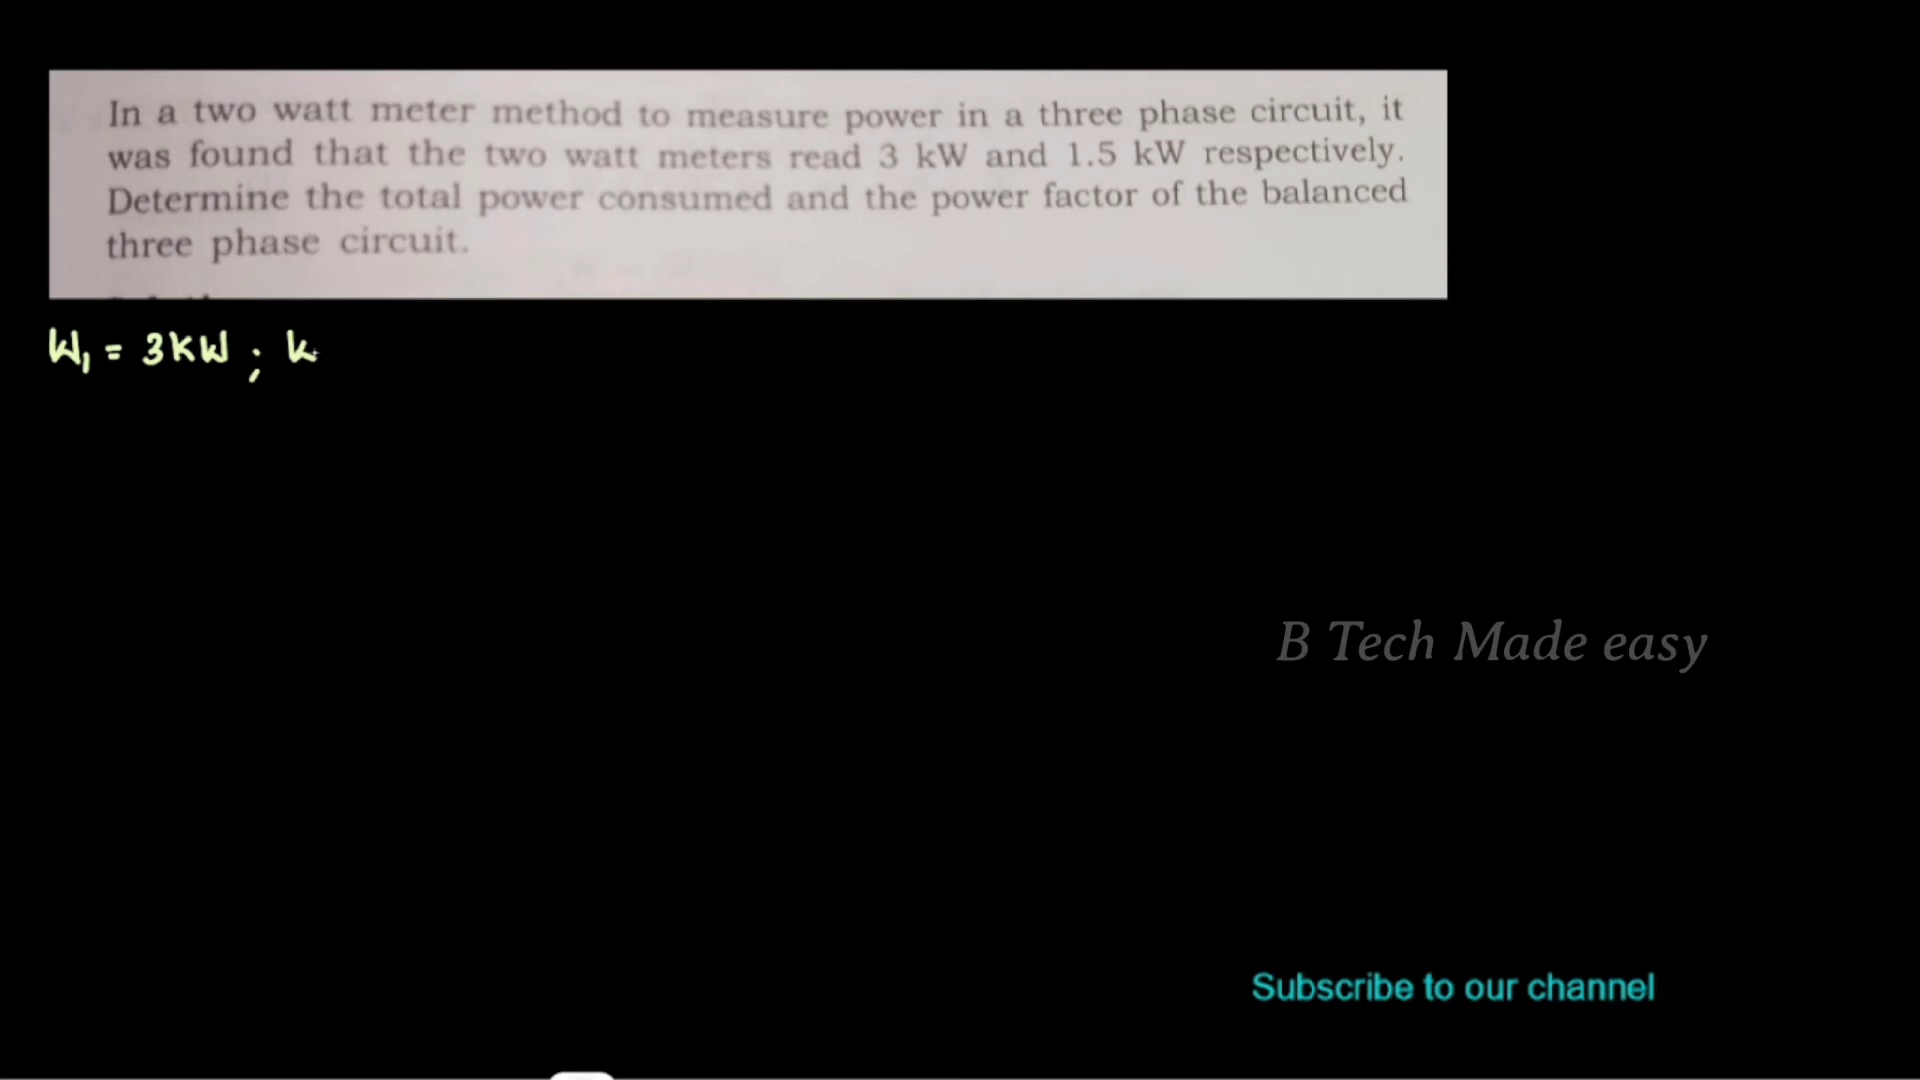 In a two watt meter method to measure power in a three phase circuit, it
was found that the two watt meters read 3 kW and 1.5 kW respectively.
Determine the total power consumed and the power factor of the balanced
three phase circuit.
W₁ = 3KW ;
B Tech Made easy
Subscribe to our channel